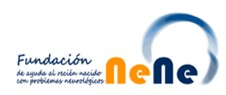 Fundación
de ayuda al recién nacido
con problemas neurológicos
NeNe